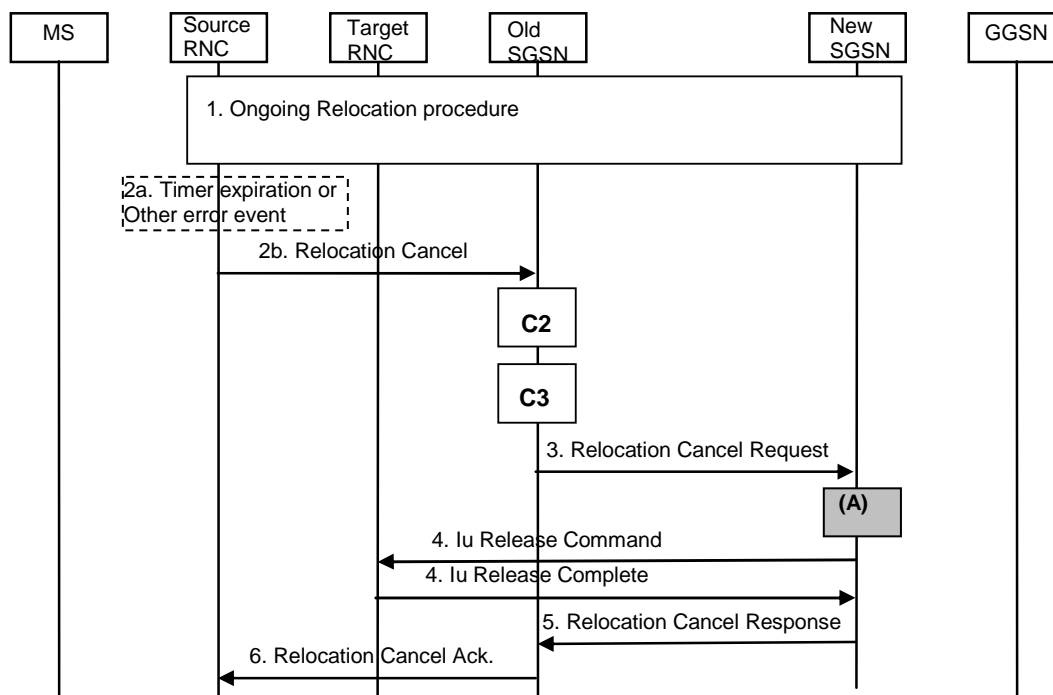 MS
Source
RNC
Target
RNC
Old
SGSN
New
SGSN
GGSN
1. Ongoing Relocation procedure
2a. Timer expiration or
Other error event
2b. Relocation Cancel
C2
C3
3. Relocation Cancel Request
(A)
4. Iu Release Command
4. Iu Release Complete
5. Relocation Cancel Response
6. Relocation Cancel Ack.